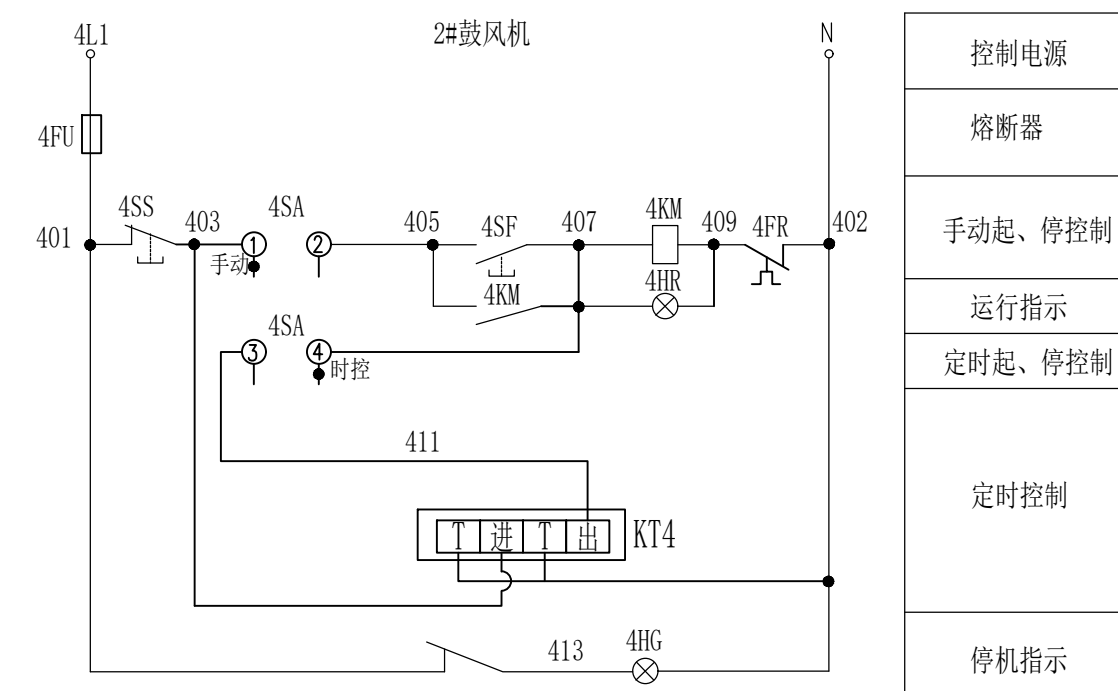 4L1
2#鼓风机
N
控制电源
4FU
熔断器
4SS
403
4SA
405
4SF
407
4KM
409
4FR
402
401
①
②
手动
手动起、停控制
4KM
4HR
运行指示
4SA
③
④
时控
定时起、停控制
411
定时控制
T
进
T
出
KT4
413
4HG
停机指示